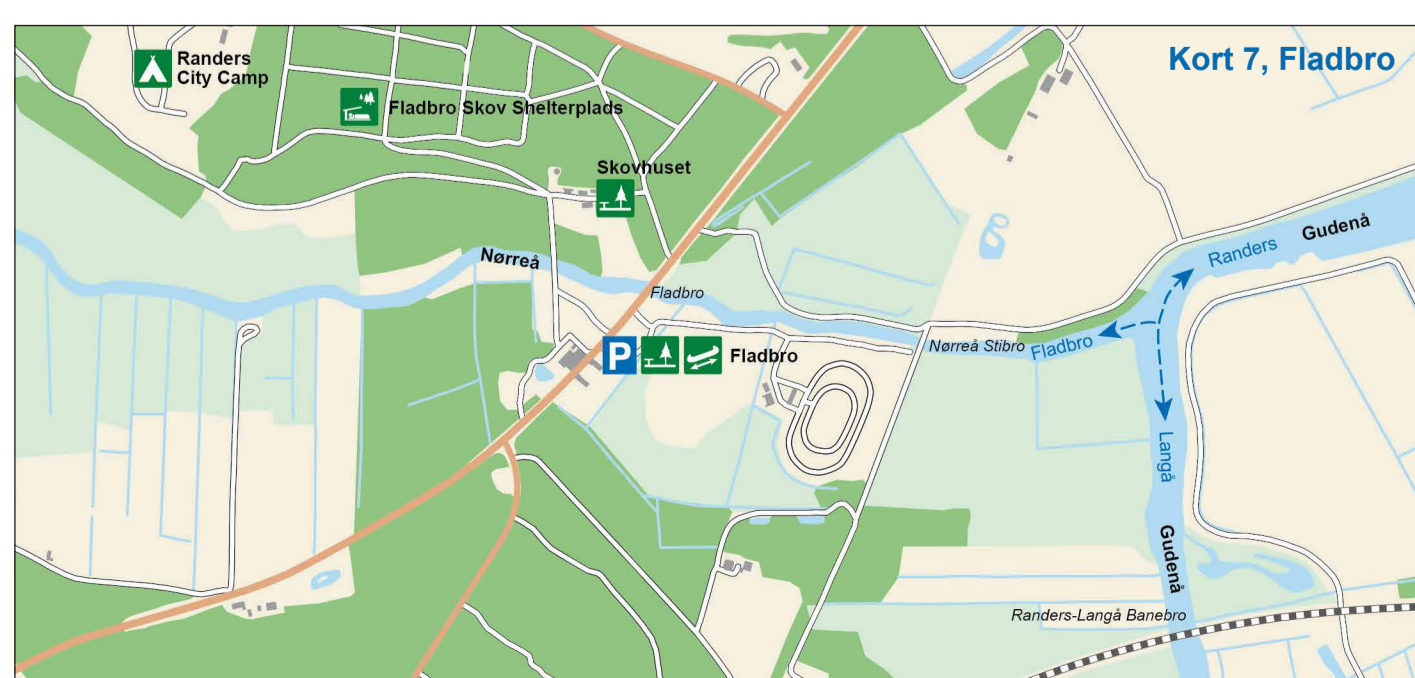 Kort 7, Fladbro
Randers
City Camp
Fladbro Skov Shelterplads
Skovhuset
Nørreå
Gudenå
Randers
Fladbro
Nørreå Stibro
Fladbro
P
Fladbro
Langå
Gudenå
Randers-Langå Banebro